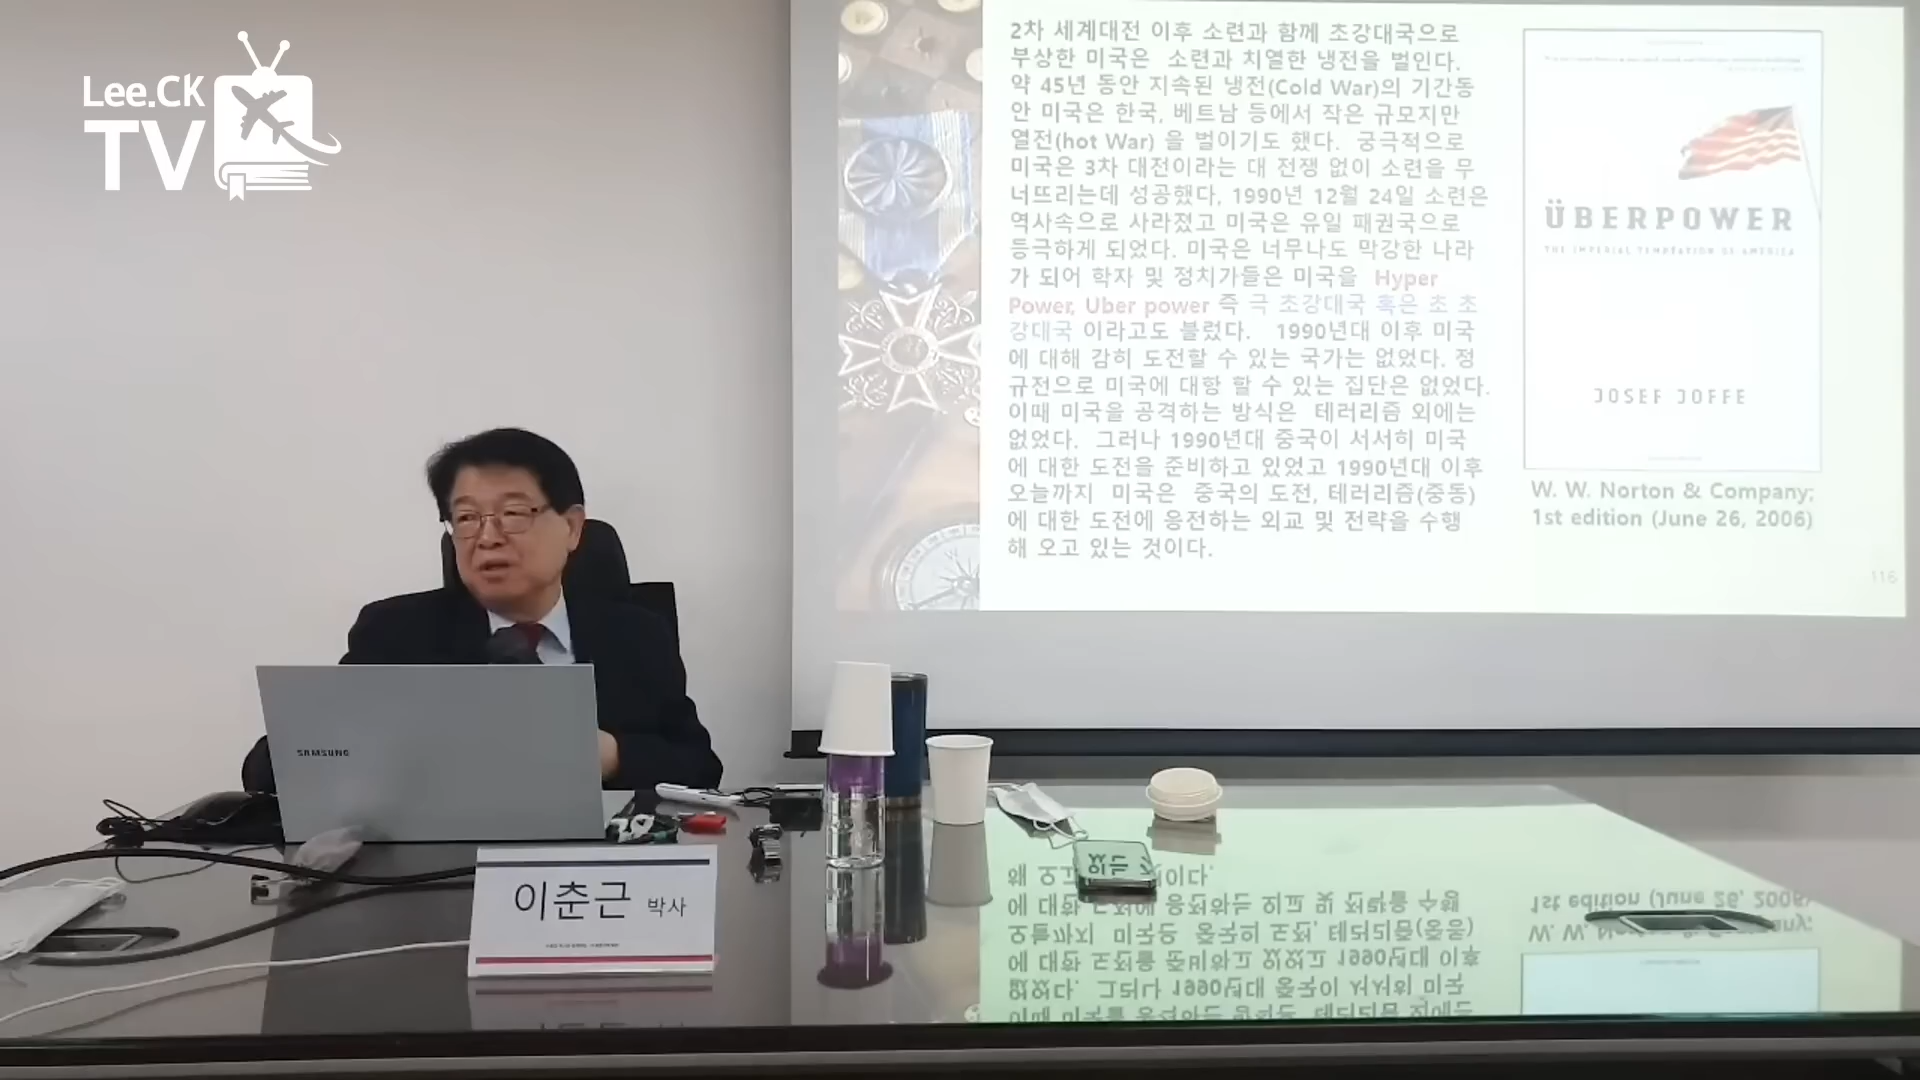 Lee.CK
TV
2차 세계대전 이후 소련과 함께 초강대국으로
부상한 미국은 소련과 치열한 냉전을 벌인다.
약 45년 동안 지속된 냉전(Cold War)의 기간동
안 미국은 한국, 베트남 등에서 작은 규모지만
열전(hot War) 을 벌이기도 했다. 궁극적으로
미국은 3차 대전이라는 대 전쟁 없이 소련을 무
너뜨리는데 성공했다, 1990년 12월 24일 소련은
역사속으로 사라졌고 미국은 유일 패권국으로
등극하게 되었다. 미국은 너무나도 막강한 나라
가 되어 학자 및 정치가들은 미국을 Hyper
Power, Uber power 즉 극 초강대국 혹은 초 초
강대국 이라고도 불렀다. 1990년대 이후 미국
에 대해 감히 도전할 수 있는 국가는 없었다. 정
규전으로 미국에 대항 할 수 있는 집단은 없었다.
이때 미국을 공격하는 방식은 테러리즘 외에는
없었다. 그러나 1990년대 중국이 서서히 미국
에 대한 도전을 준비하고 있었고 1990년대 이후
오늘까지 미국은 중국의 도전, 테러리즘(중동)
에 대한 도전에 응전하는 외교 및 전략을 수행
해 오고 있는 것이다.
ÜBERPOWER
THE IMPERIAL TEMPTATION OF AMERICA
JOSEF JOFFE
W. W. Norton & Company;
1st edition (June 26, 2006)
116
SAMSUNG
이춘근 박사